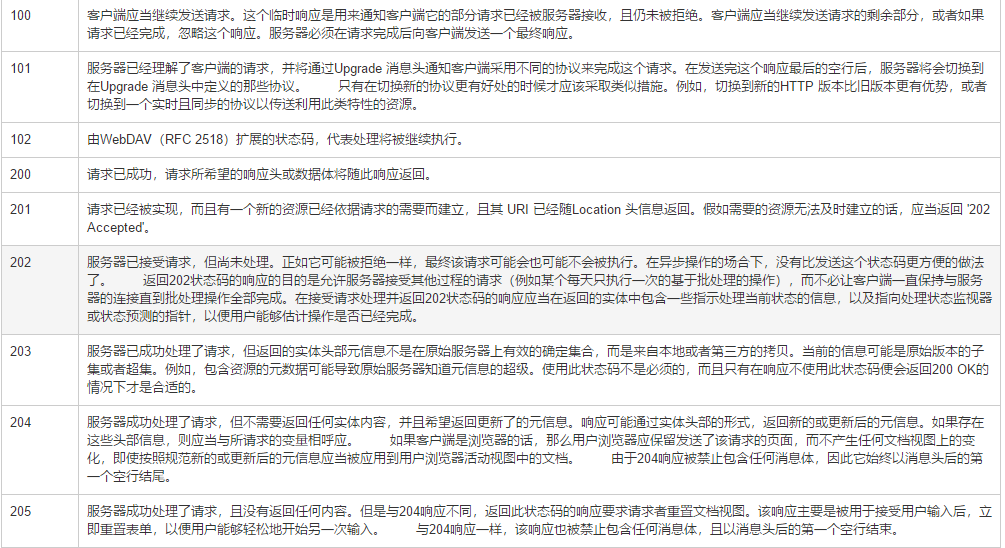 100
客户端应当继续发送请求。这个临时响应是用来通知客户端它的部分请求已经被服务器接收，且仍未被拒绝。客户端应当继续发送请求的剩余部分，或者如果
请求已经完成，忽略这个响应。服务器必须在请求完成后向客户端发送一个最终响应。
101
服务器已经理解了客户端的请求，并将通过Upgrade 消息头通知客户端采用不同的协议来完成这个请求。在发送完这个响应最后的空行后，服务器将会切换到
在Upgrade 消息头中定义的那些协议。 只有在切换新的协议更有好处的时候才应该采取类似措施。例如，切换到新的HTTP 版本比旧版本更有优势，或者
切换到一个实时且同步的协议以传送利用此类特性的资源。
102
由WebDAV（RFC 2518）扩展的状态码，代表处理将被继续执行。
200
请求已成功，请求所希望的响应头或数据体将随此响应返回。
201
请求已经被实现，而且有一个新的资源已经依据请求的需要而建立，且其 URI 已经随Location 头信息返回。假如需要的资源无法及时建立的话，应当返回 '202
Accepted'。
202
服务器已接受请求，但尚未处理。正如它可能被拒绝一样，最终该请求可能会也可能不会被执行。在异步操作的场合下，没有比发送这个状态码更方便的做法
了。 返回202状态码的响应的目的是允许服务器接受其他过程的请求（例如某个每天只执行一次的基于批处理的操作），而不必让客户端一直保持与服务
器的连接直到批处理操作全部完成。在接受请求处理并返回202状态码的响应应当在返回的实体中包含一些指示处理当前状态的信息，以及指向处理状态监视器
或状态预测的指针，以便用户能够估计操作是否已经完成。
203
服务器已成功处理了请求，但返回的实体头部元信息不是在原始服务器上有效的确定集合，而是来自本地或者第三方的拷贝。当前的信息可能是原始版本的子
集或者超集。例如，包含资源的元数据可能导致原始服务器知道元信息的超级。使用此状态码不是必须的，而且只有在响应不使用此状态码便会返回200 OK的
情况下才是合适的。
204
服务器成功处理了请求，但不需要返回任何实体内容，并且希望返回更新了的元信息。响应可能通过实体头部的形式，返回新的或更新后的元信息。如果存在
这些头部信息，则应当与所请求的变量相呼应。 如果客户端是浏览器的话，那么用户浏览器应保留发送了该请求的页面，而不产生任何文档视图上的变
化，即使按照规范新的或更新后的元信息应当被应用到用户浏览器活动视图中的文档。 由于204响应被禁止包含任何消息体，因此它始终以消息头后的第
一个空行结尾。
205
服务器成功处理了请求，且没有返回任何内容。但是与204响应不同，返回此状态码的响应要求请求者重置文档视图。该响应主要是被用于接受用户输入后，立
即重置表单，以便用户能够轻松地开始另一次输入。 与204响应一样，该响应也被禁止包含任何消息体，且以消息头后的第一个空行结束。